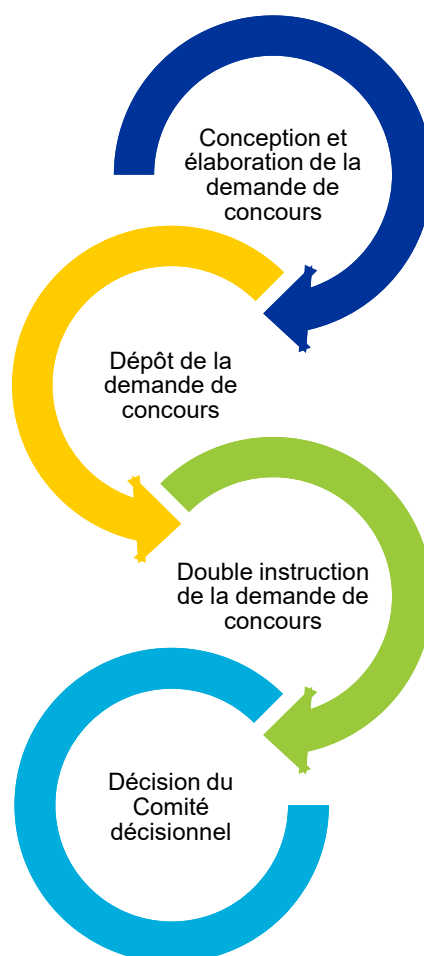 Conception et
élaboration de la
demande de
concours
Dépôt de la
demande de
concours
Double instruction
de la demande de
concours
Décision du
Comité
décisionnel